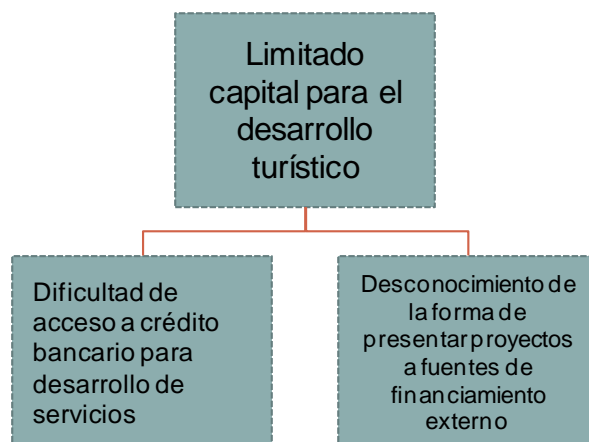 Limitado
capital para el
desarrollo
turístico
Dificultad de
acceso a crédito
bancario para
desarrollo de
servicios
Desconocimiento de
la forma de
presentar proyectos
a fuentes de
financiamiento
externo